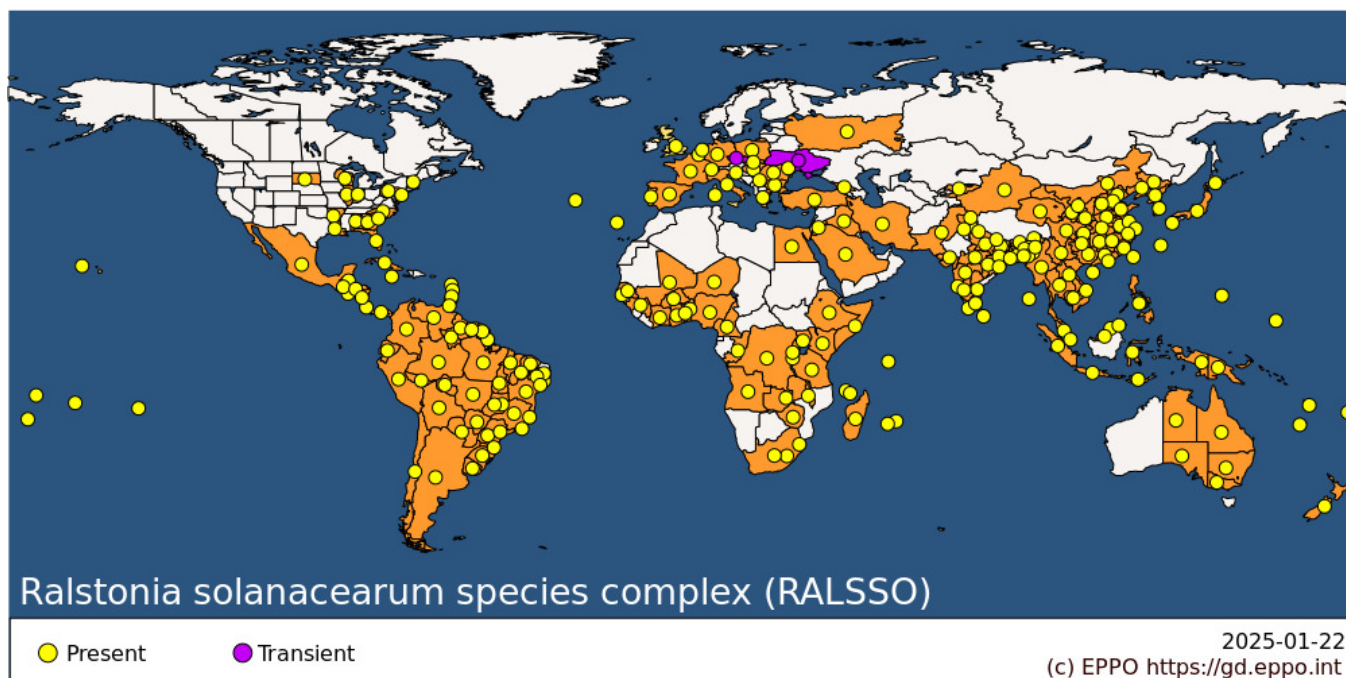 Ralstonia solanacearum species complex (RALSSO)
Present
Transient
2025-01-22
(c) EPPO https://gd.eppo.int